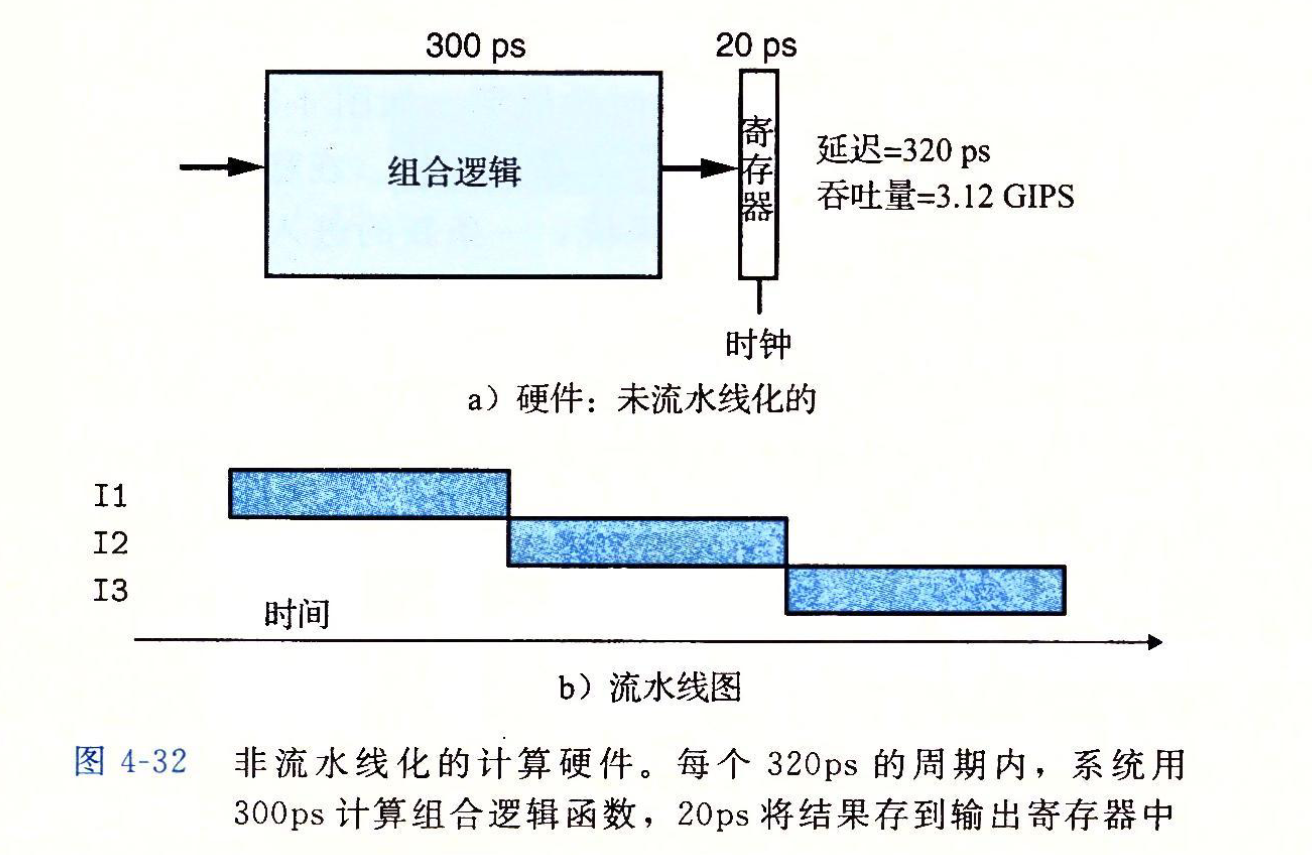 300 ps
20 ps
组合逻辑
寄存器
延迟=320 ps
吞吐量=3.12 GIPS
时钟
a）硬件：未流水线化的
I1
I2
I3
时间
b）流水线图
图 4-32 非流水线化的计算硬件。每个 320ps 的周期内，系统用
300ps 计算组合逻辑函数，20ps 将结果存到输出寄存器中